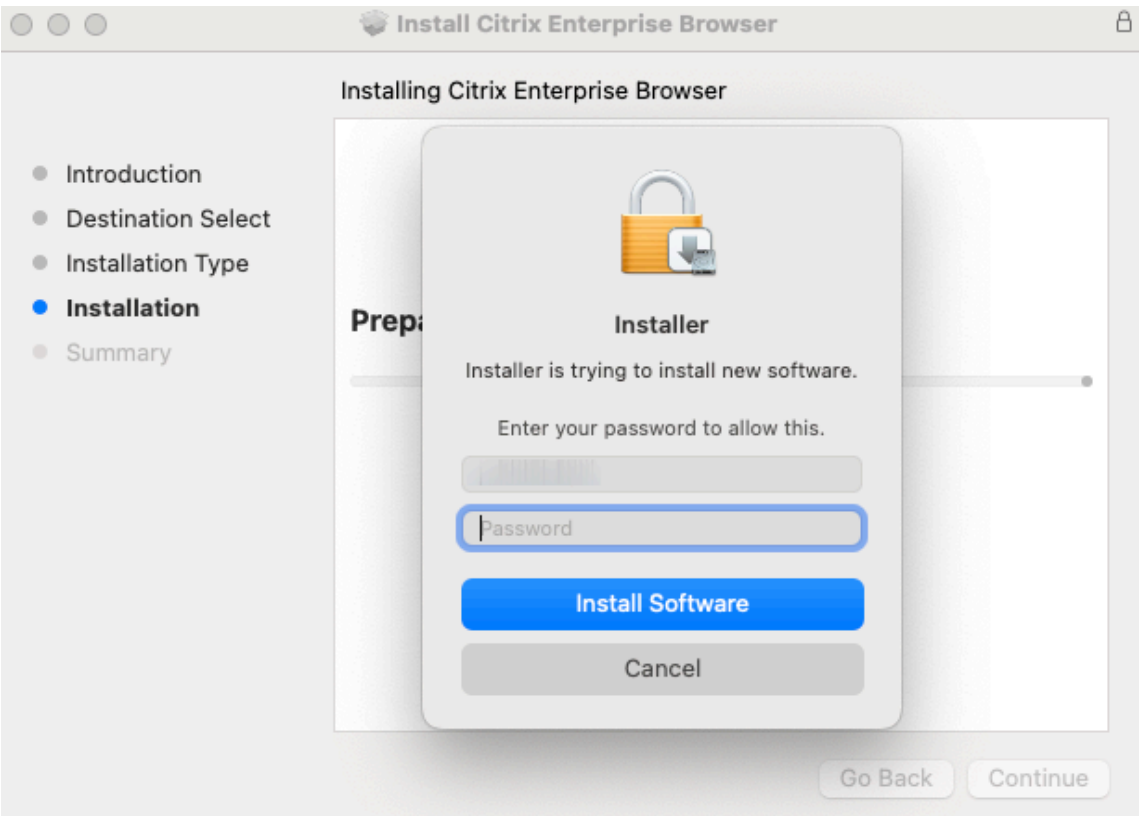 Install Citrix Enterprise Browser
Installing Citrix Enterprise Browser
Introduction
Destination Select
Installation Type
Installation
Summary
Prepa
Installer
Installer is trying to install new software.
Enter your password to allow this.
Password
Install Software
Cancel
Go Back
Continue